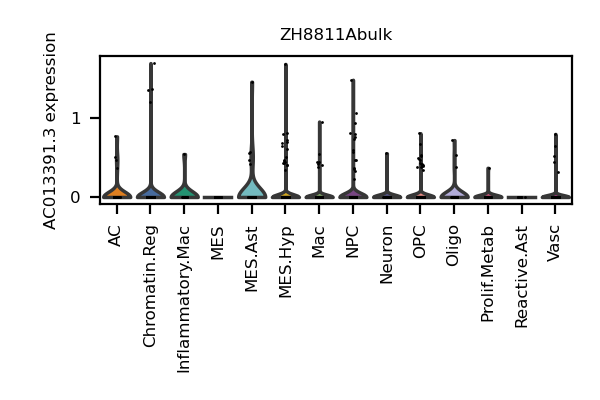 ZH8811Abulk
AC013391.3 expression
1
0
AC
Chromatin.Reg
Inflammatory.Mac
MES
MES.Ast
MES.Hyp
Mac
NPC
Neuron
OPC
Oligo
Prolif.Metab
Reactive.Ast
Vasc